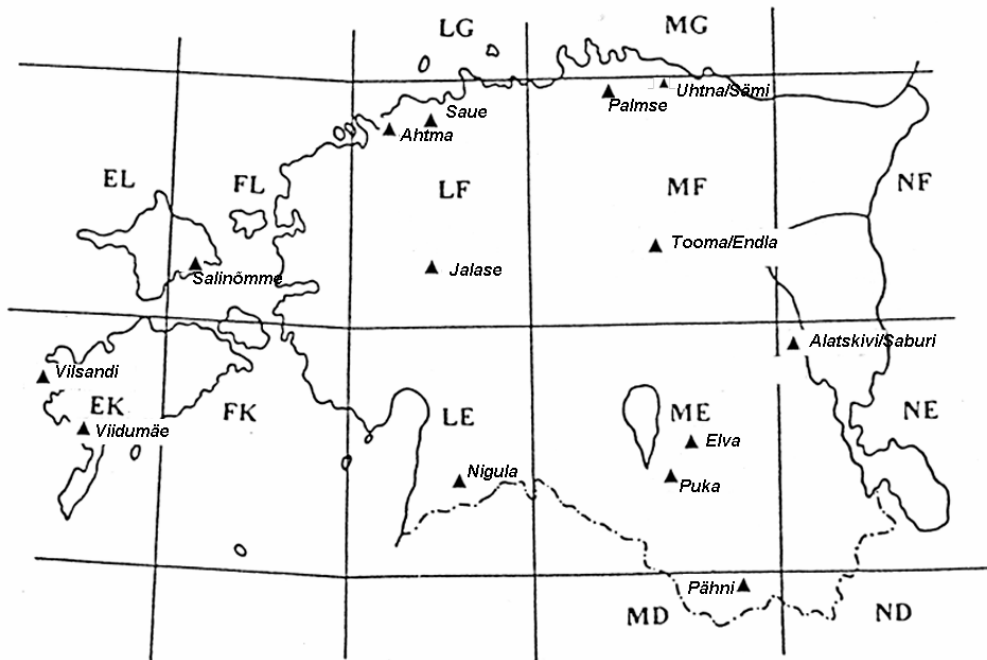 LG
MG
Uhtna/Sämi
Palmse
Saue
Ahtma
EL
FL
LF
MF
NF
Tooma/Endla
Jalase
Salinõmme
Alatskivi/Saburi
Vilsandi
EK
FK
LE
ME
NE
Viidumäe
Elva
Nigula
Puka
Pähni
MD
ND